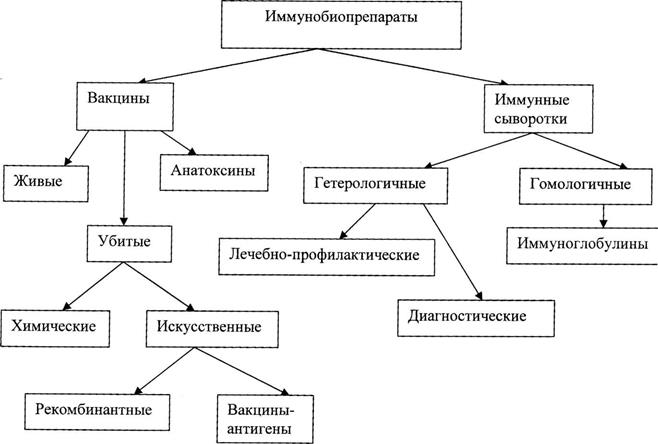 Иммунобиопрепараты
Вакцины
Иммунные
сыворотки
Живые
Анатоксины
Гетерологичные
Гомологичные
Убитые
Лечебно-профилактические
Иммуноглобулины
Химические
Искусственные
Диагностические
Рекомбинантные
Вакцины-
антигены